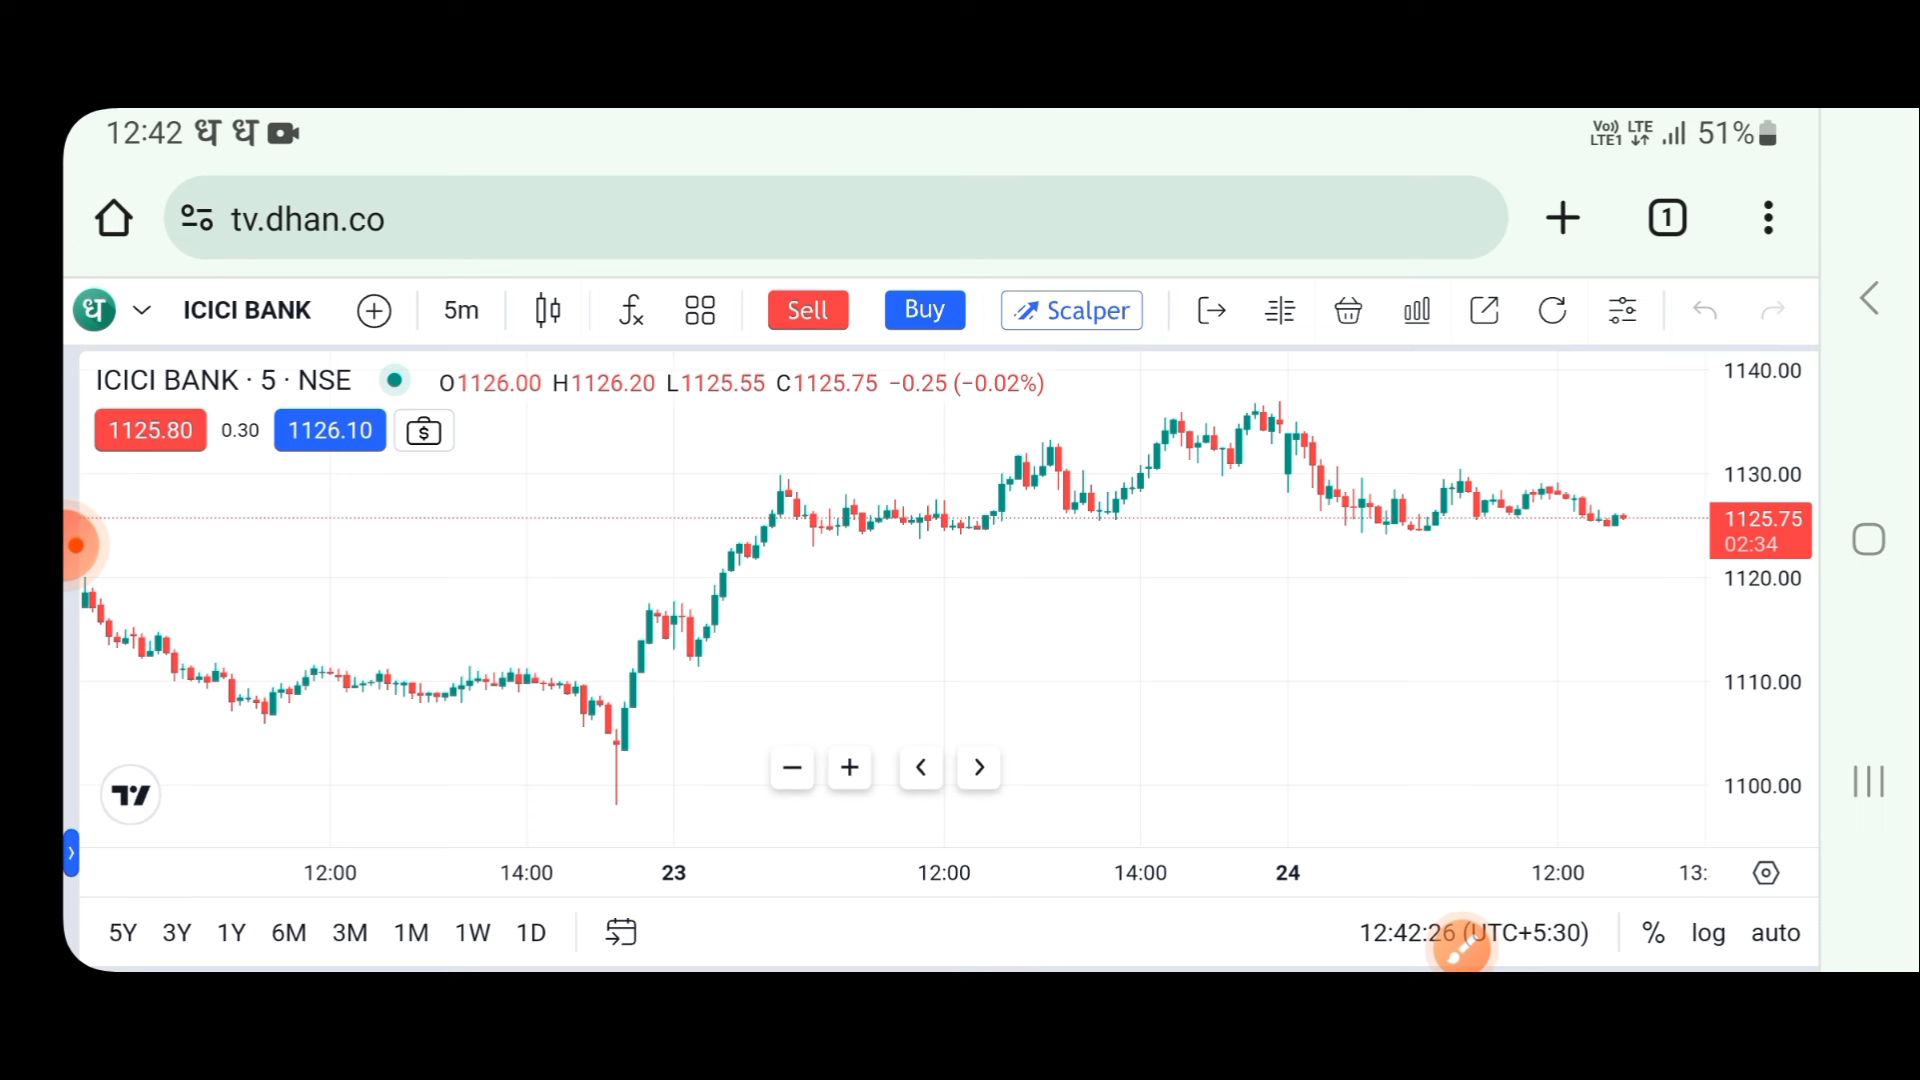 12:42 ध ध Vo)) LTE1 LTE 51%
tv.dhan.co 1
ध ICICI BANK 5m Sell Buy Scalper
ICICI BANK · 5 · NSE O1126.00 H1126.20 L1125.55 C1125.75 −0.25 (−0.02%)
1125.80 0.30 1126.10
1140.00
1130.00
1125.75
02:34
1120.00
1110.00
1100.00
12:00 14:00 23 12:00 14:00 24 12:00 13:
5Y 3Y 1Y 6M 3M 1M 1W 1D 12:42:26 (UTC+5:30) % log auto